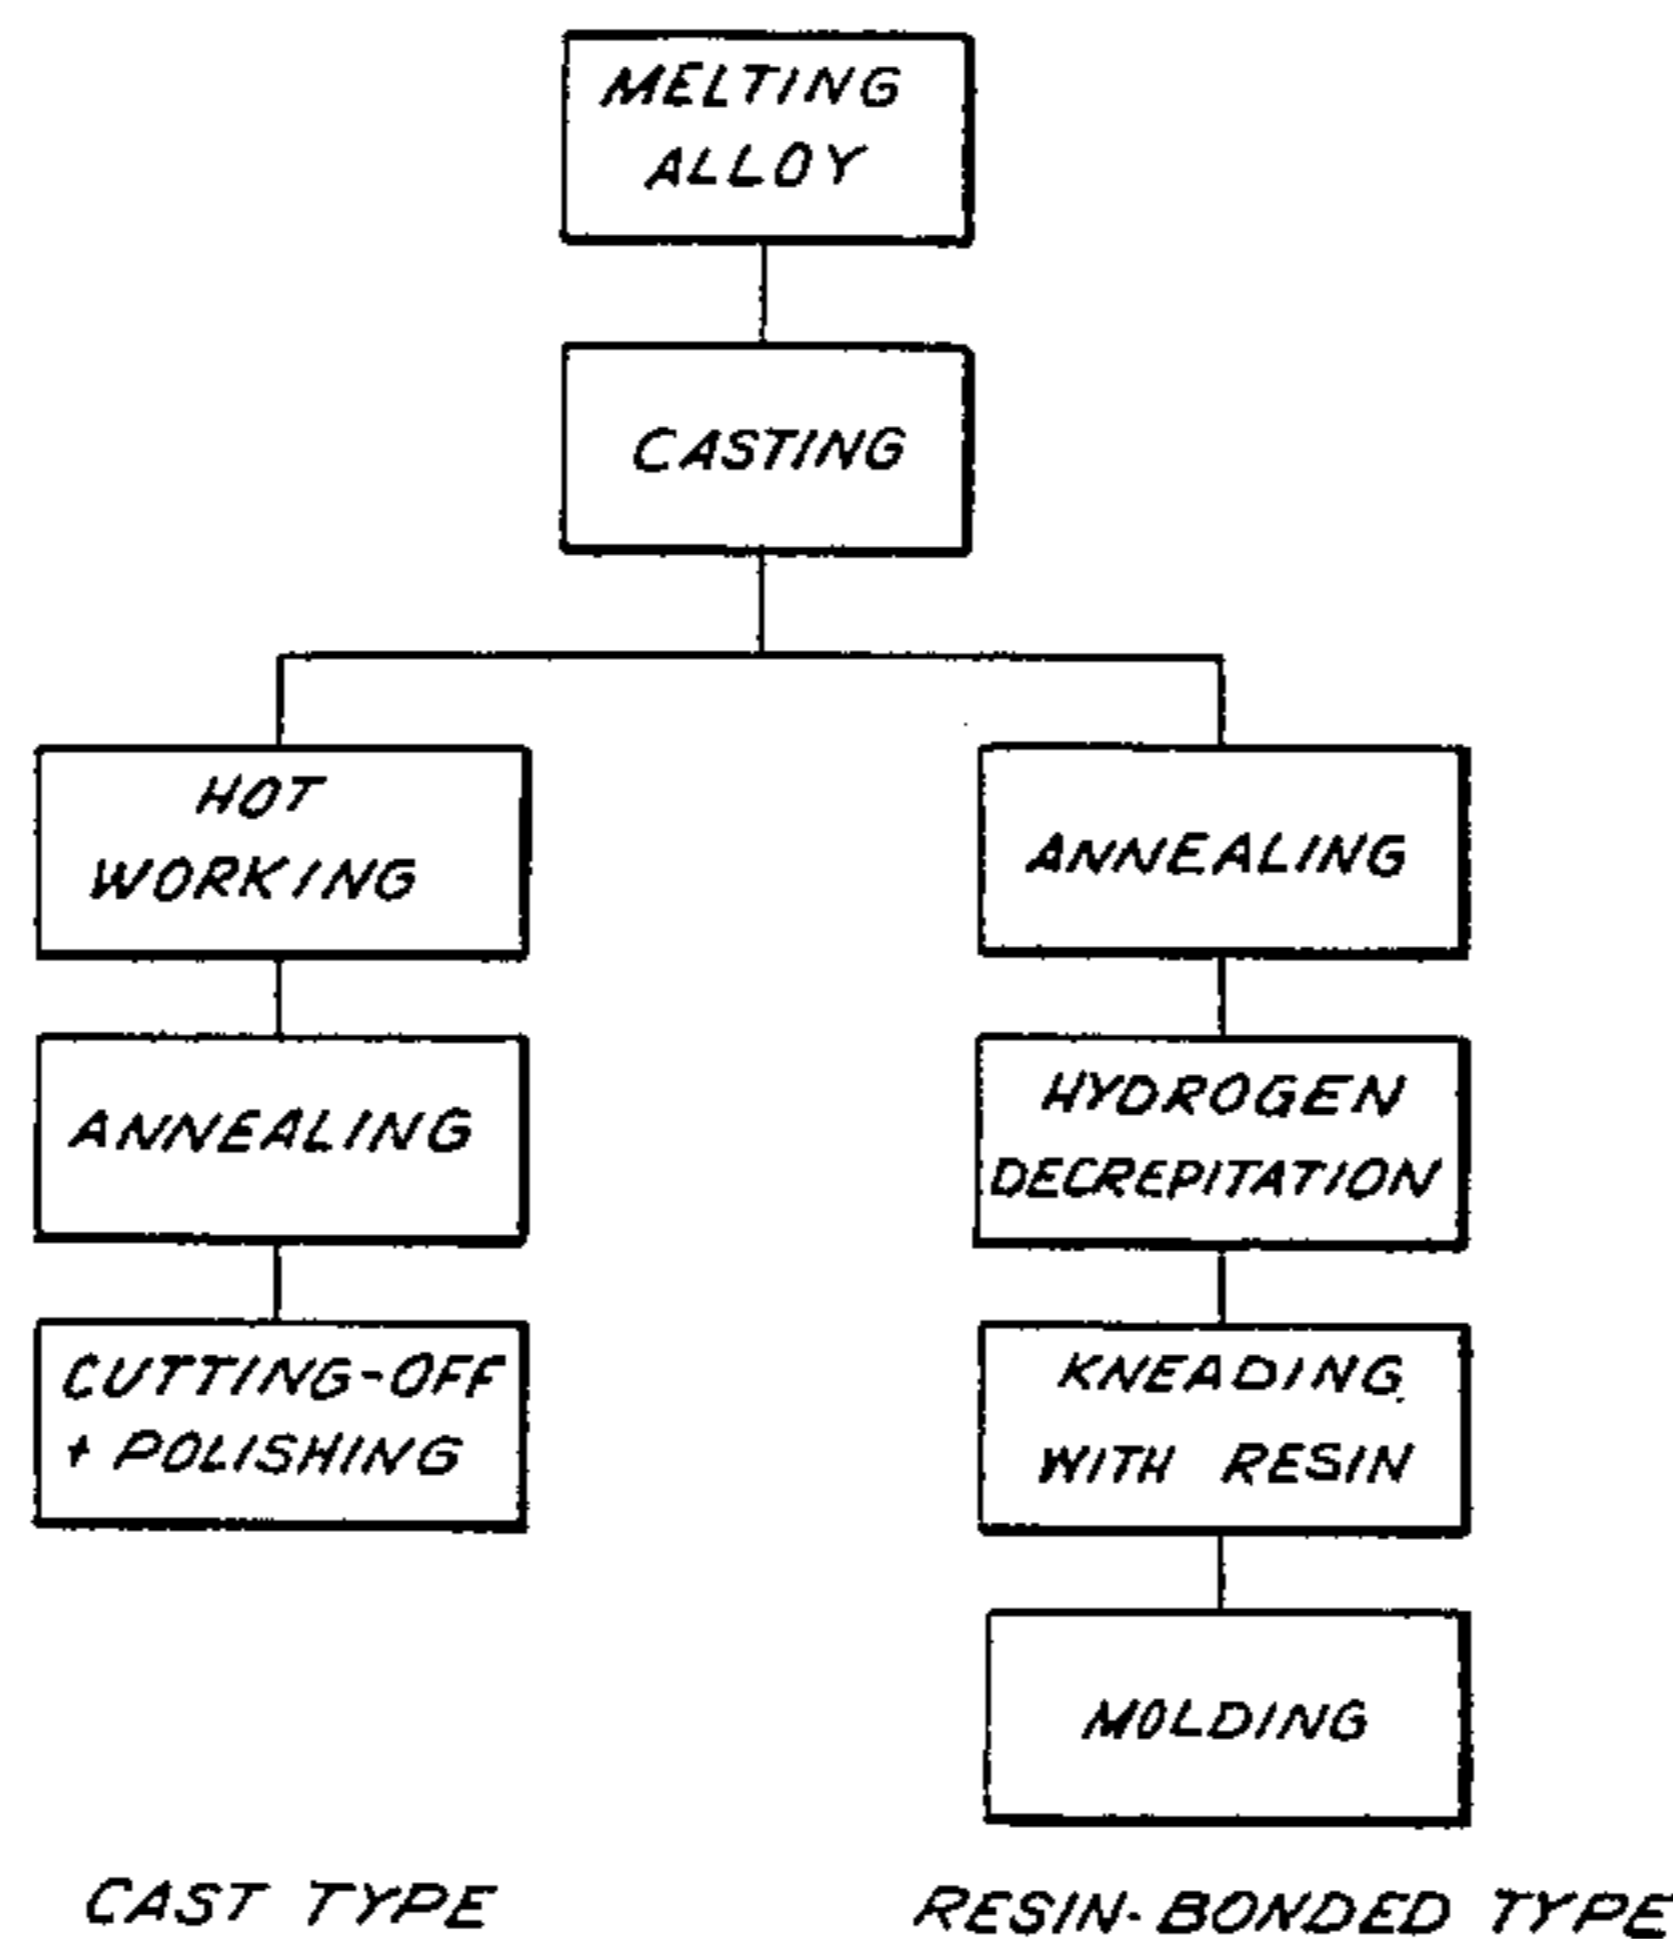 MELTING
ALLOY
CASTING
HOT
WORKING
ANNEALING
CUTTING-OFF
+ POLISHING
ANNEALING
HYDROGEN
DECREPITATION
KNEADING
WITH RESIN
MOLDING
CAST TYPE
RESIN-BONDED TYPE